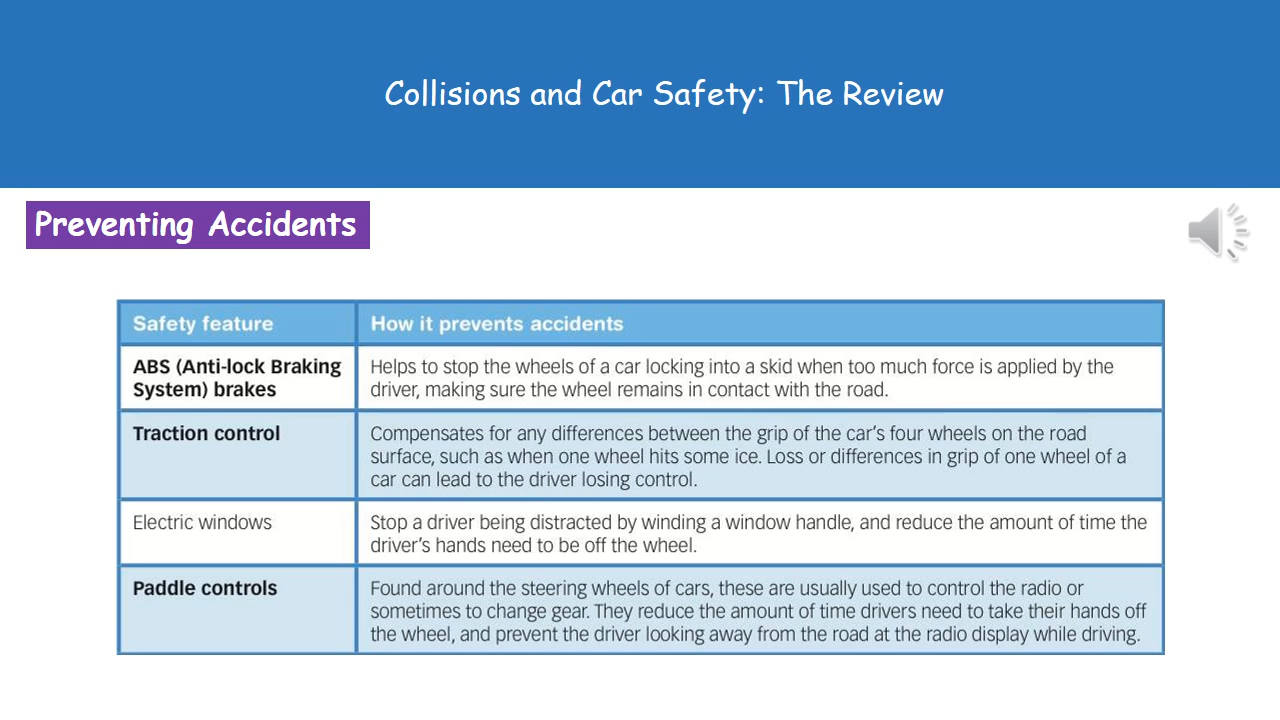 Collisions and Car Safety: The Review
Preventing Accidents
Safety feature
How it prevents accidents
ABS (Anti-lock Braking
System) brakes
Helps to stop the wheels of a car locking into a skid when too much force is applied by the
driver, making sure the wheel remains in contact with the road.
Traction control
Compensates for any differences between the grip of the car's four wheels on the road
surface, such as when one wheel hits some ice. Loss or differences in grip of one wheel of a
car can lead to the driver losing control.
Electric windows
Stop a driver being distracted by winding a window handle, and reduce the amount of time the
driver's hands need to be off the wheel.
Paddle controls
Found around the steering wheels of cars, these are usually used to control the radio or
sometimes to change gear. They reduce the amount of time drivers need to take their hands off
the wheel, and prevent the driver looking away from the road at the radio display while driving.